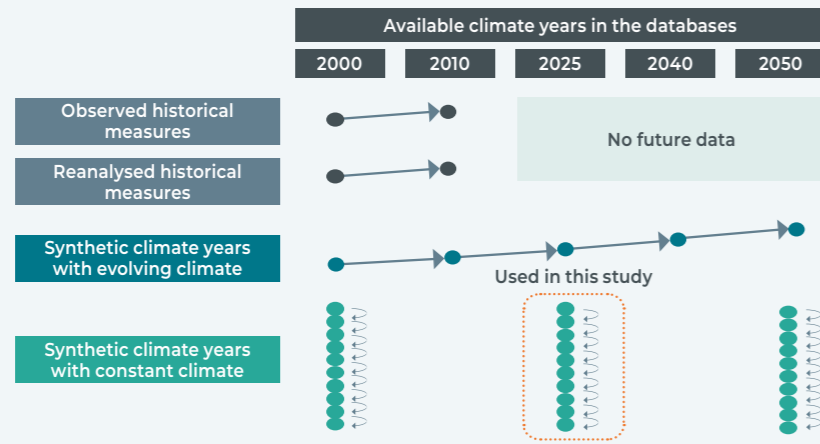 Available climate years in the databases
2000 2010 2025 2040 2050
Observed historical
measures
No future data
Reanalysed historical
measures
Synthetic climate years
with evolving climate
Used in this study
Synthetic climate years
with constant climate